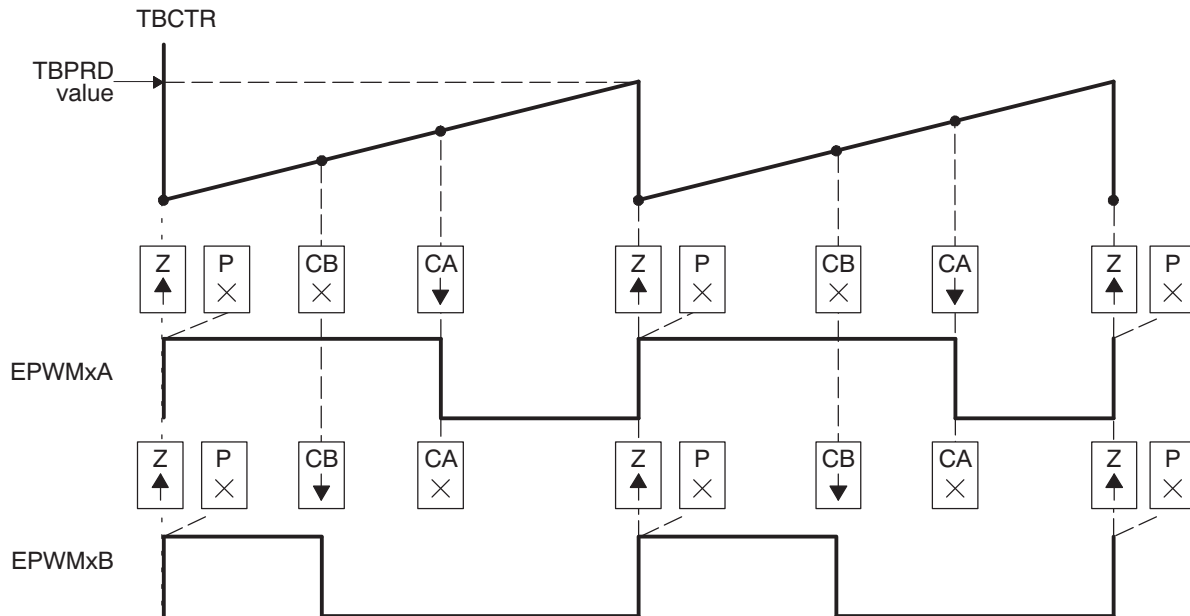 TBCTR
TBPRD
value
Z P CB CA Z P CB CA Z P
EPWMxA
Z P CB CA Z P CB CA Z P
EPWMxB